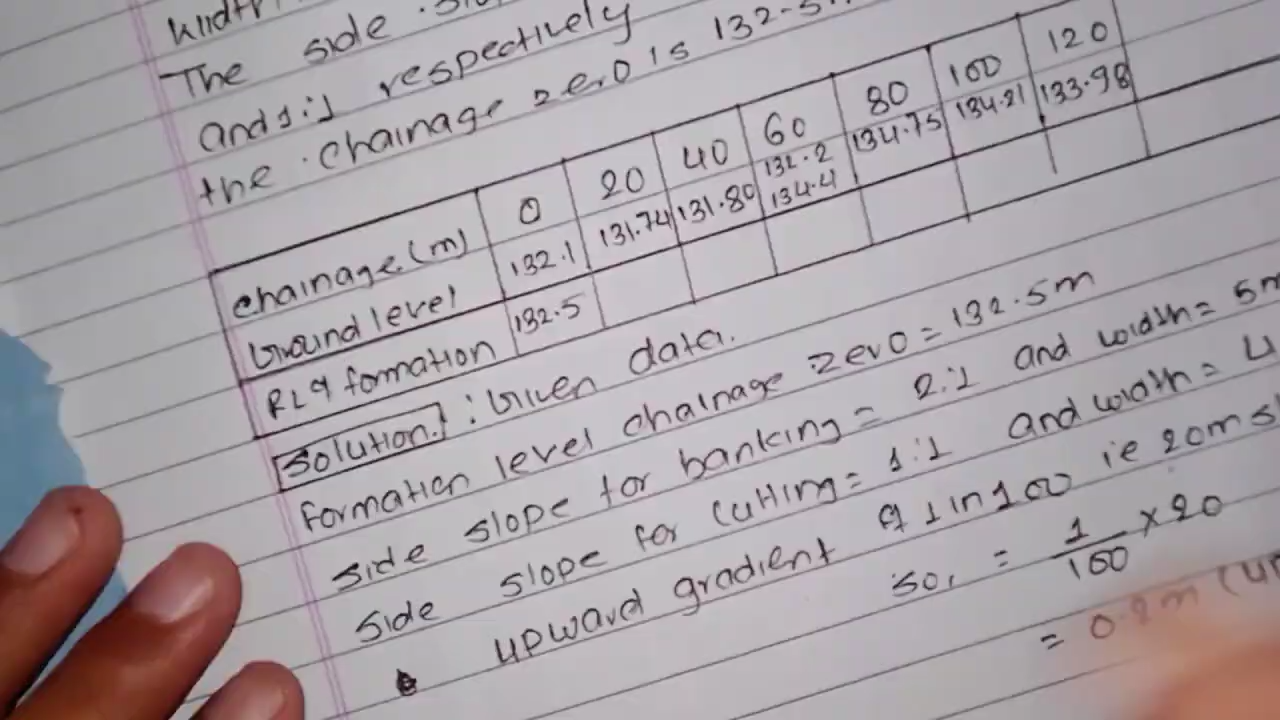 The side
and 1:1 respectively
the chainage zero is 132.5m
chainage (m) 0 20 40 60 80 100 120
Ground level 132.1 131.74 131.80 132.2 134.4 134.75 134.21 133.98
RL of formation 132.5
Solution: Given data.
formation level chainage zero = 132.5m
side slope for banking = 2:1 and width = 5m
side slope for cutting = 1:1 and width = 4
upward gradient of 1 in 100 ie 20m
so, = 1/100 × 20
= 0.2m